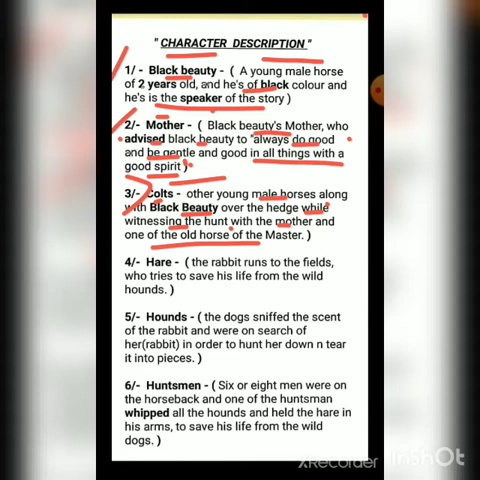 " CHARACTER DESCRIPTION "
1/- Black beauty - ( A young male horse
of 2 years old, and he's of black colour and
he's is the speaker of the story )
2/- Mother - ( Black beauty's Mother, who
advised black beauty to "always do good
and be gentle and good in all things with a
good spirit )
3/- Colts - other young male horses along
with Black Beauty over the hedge while
witnessing the hunt with the mother and
one of the old horse of the Master. )
4/- Hare - ( the rabbit runs to the fields,
who tries to save his life from the wild
hounds. )
5/- Hounds - ( the dogs sniffed the scent
of the rabbit and were on search of
her(rabbit) in order to hunt her down n tear
it into pieces. )
6/- Huntsmen - ( Six or eight men were on
the horseback and one of the huntsman
whipped all the hounds and held the hare in
his arms, to save his life from the wild
dogs. )
XRecorder InShOt